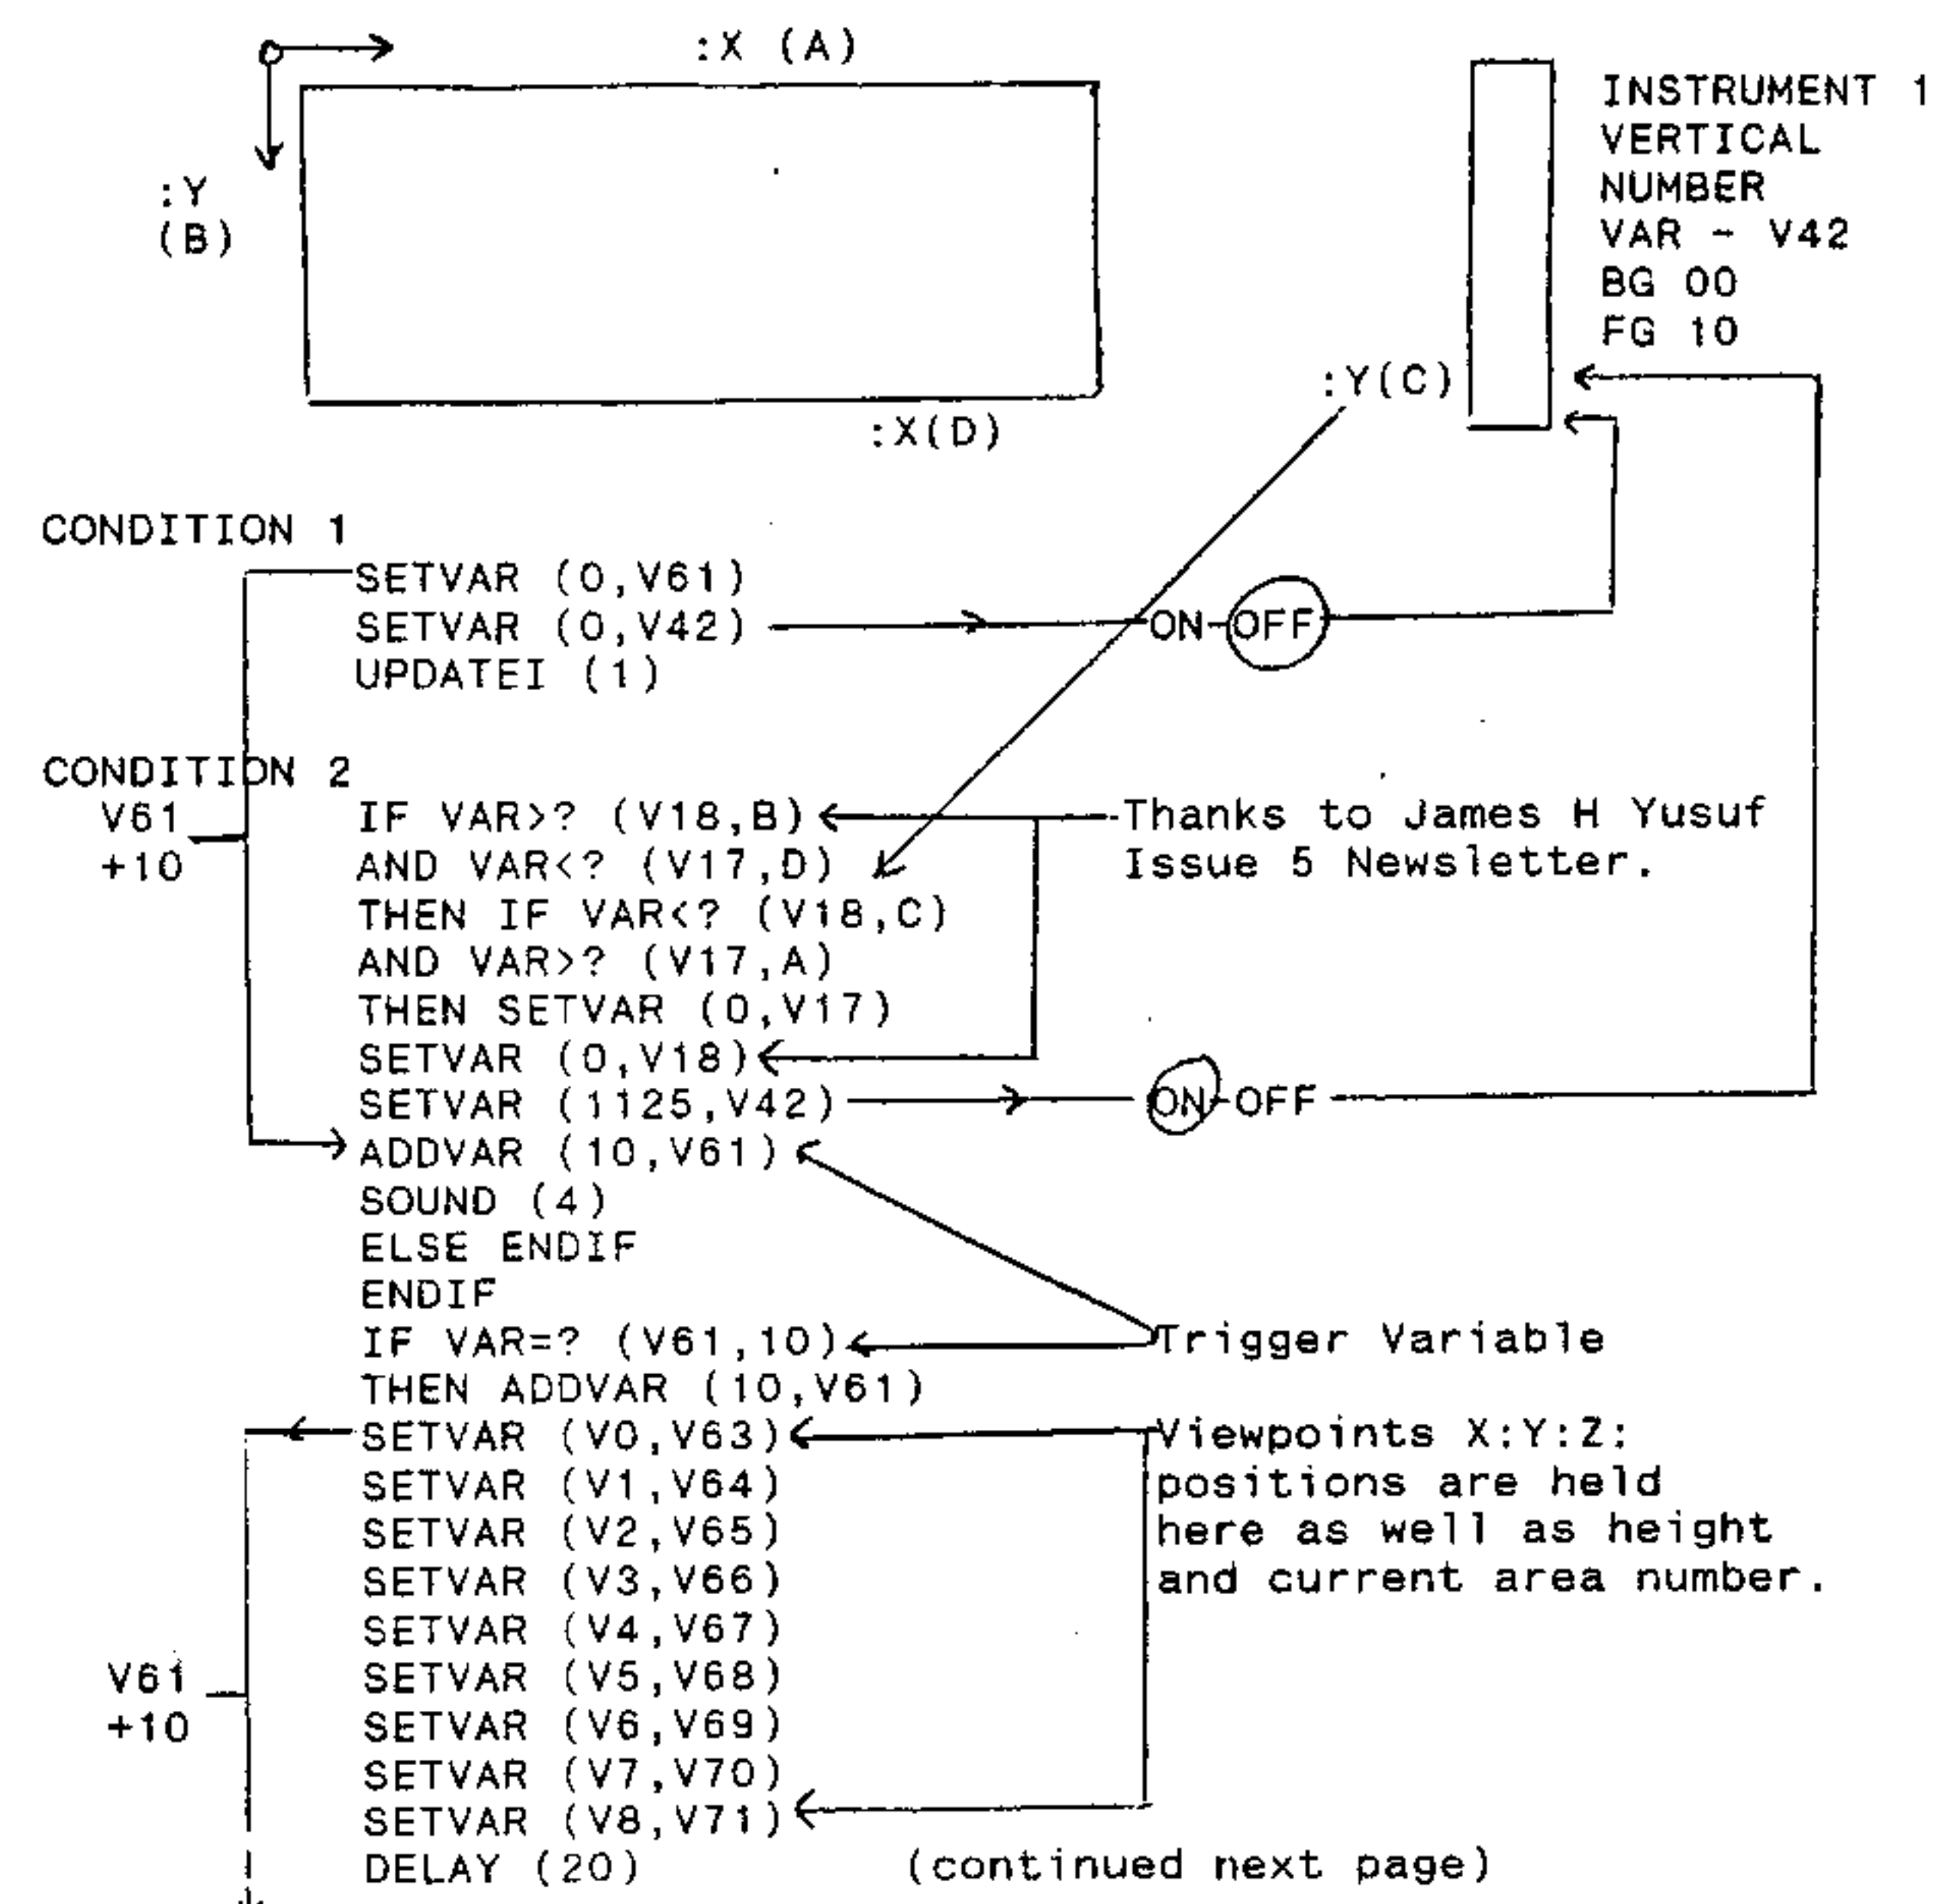 :X (A)
:Y
(B)
:X(D)
:Y(C)
INSTRUMENT 1
VERTICAL
NUMBER
VAR - V42
BG 00
FG 10
CONDITION 1
SETVAR (0,V61)
SETVAR (0,V42) ON-OFF
UPDATEI (1)
CONDITION 2
V61
+10
IF VAR>? (V18,B)
AND VAR<? (V17,D)
THEN IF VAR<? (V18,C)
AND VAR>? (V17,A)
THEN SETVAR (0,V17)
SETVAR (0,V18)
SETVAR (1125,V42) ON-OFF
ADDVAR (10,V61)
SOUND (4)
ELSE ENDIF
ENDIF
IF VAR=? (V61,10)
THEN ADDVAR (10,V61)
SETVAR (V0,V63)
SETVAR (V1,V64)
SETVAR (V2,V65)
SETVAR (V3,V66)
SETVAR (V4,V67)
SETVAR (V5,V68)
SETVAR (V6,V69)
SETVAR (V7,V70)
SETVAR (V8,V71)
DELAY (20)
Thanks to James H Yusuf
Issue 5 Newsletter.
Trigger Variable
Viewpoints X:Y:Z:
positions are held
here as well as height
and current area number.
V61
+10
(continued next page)